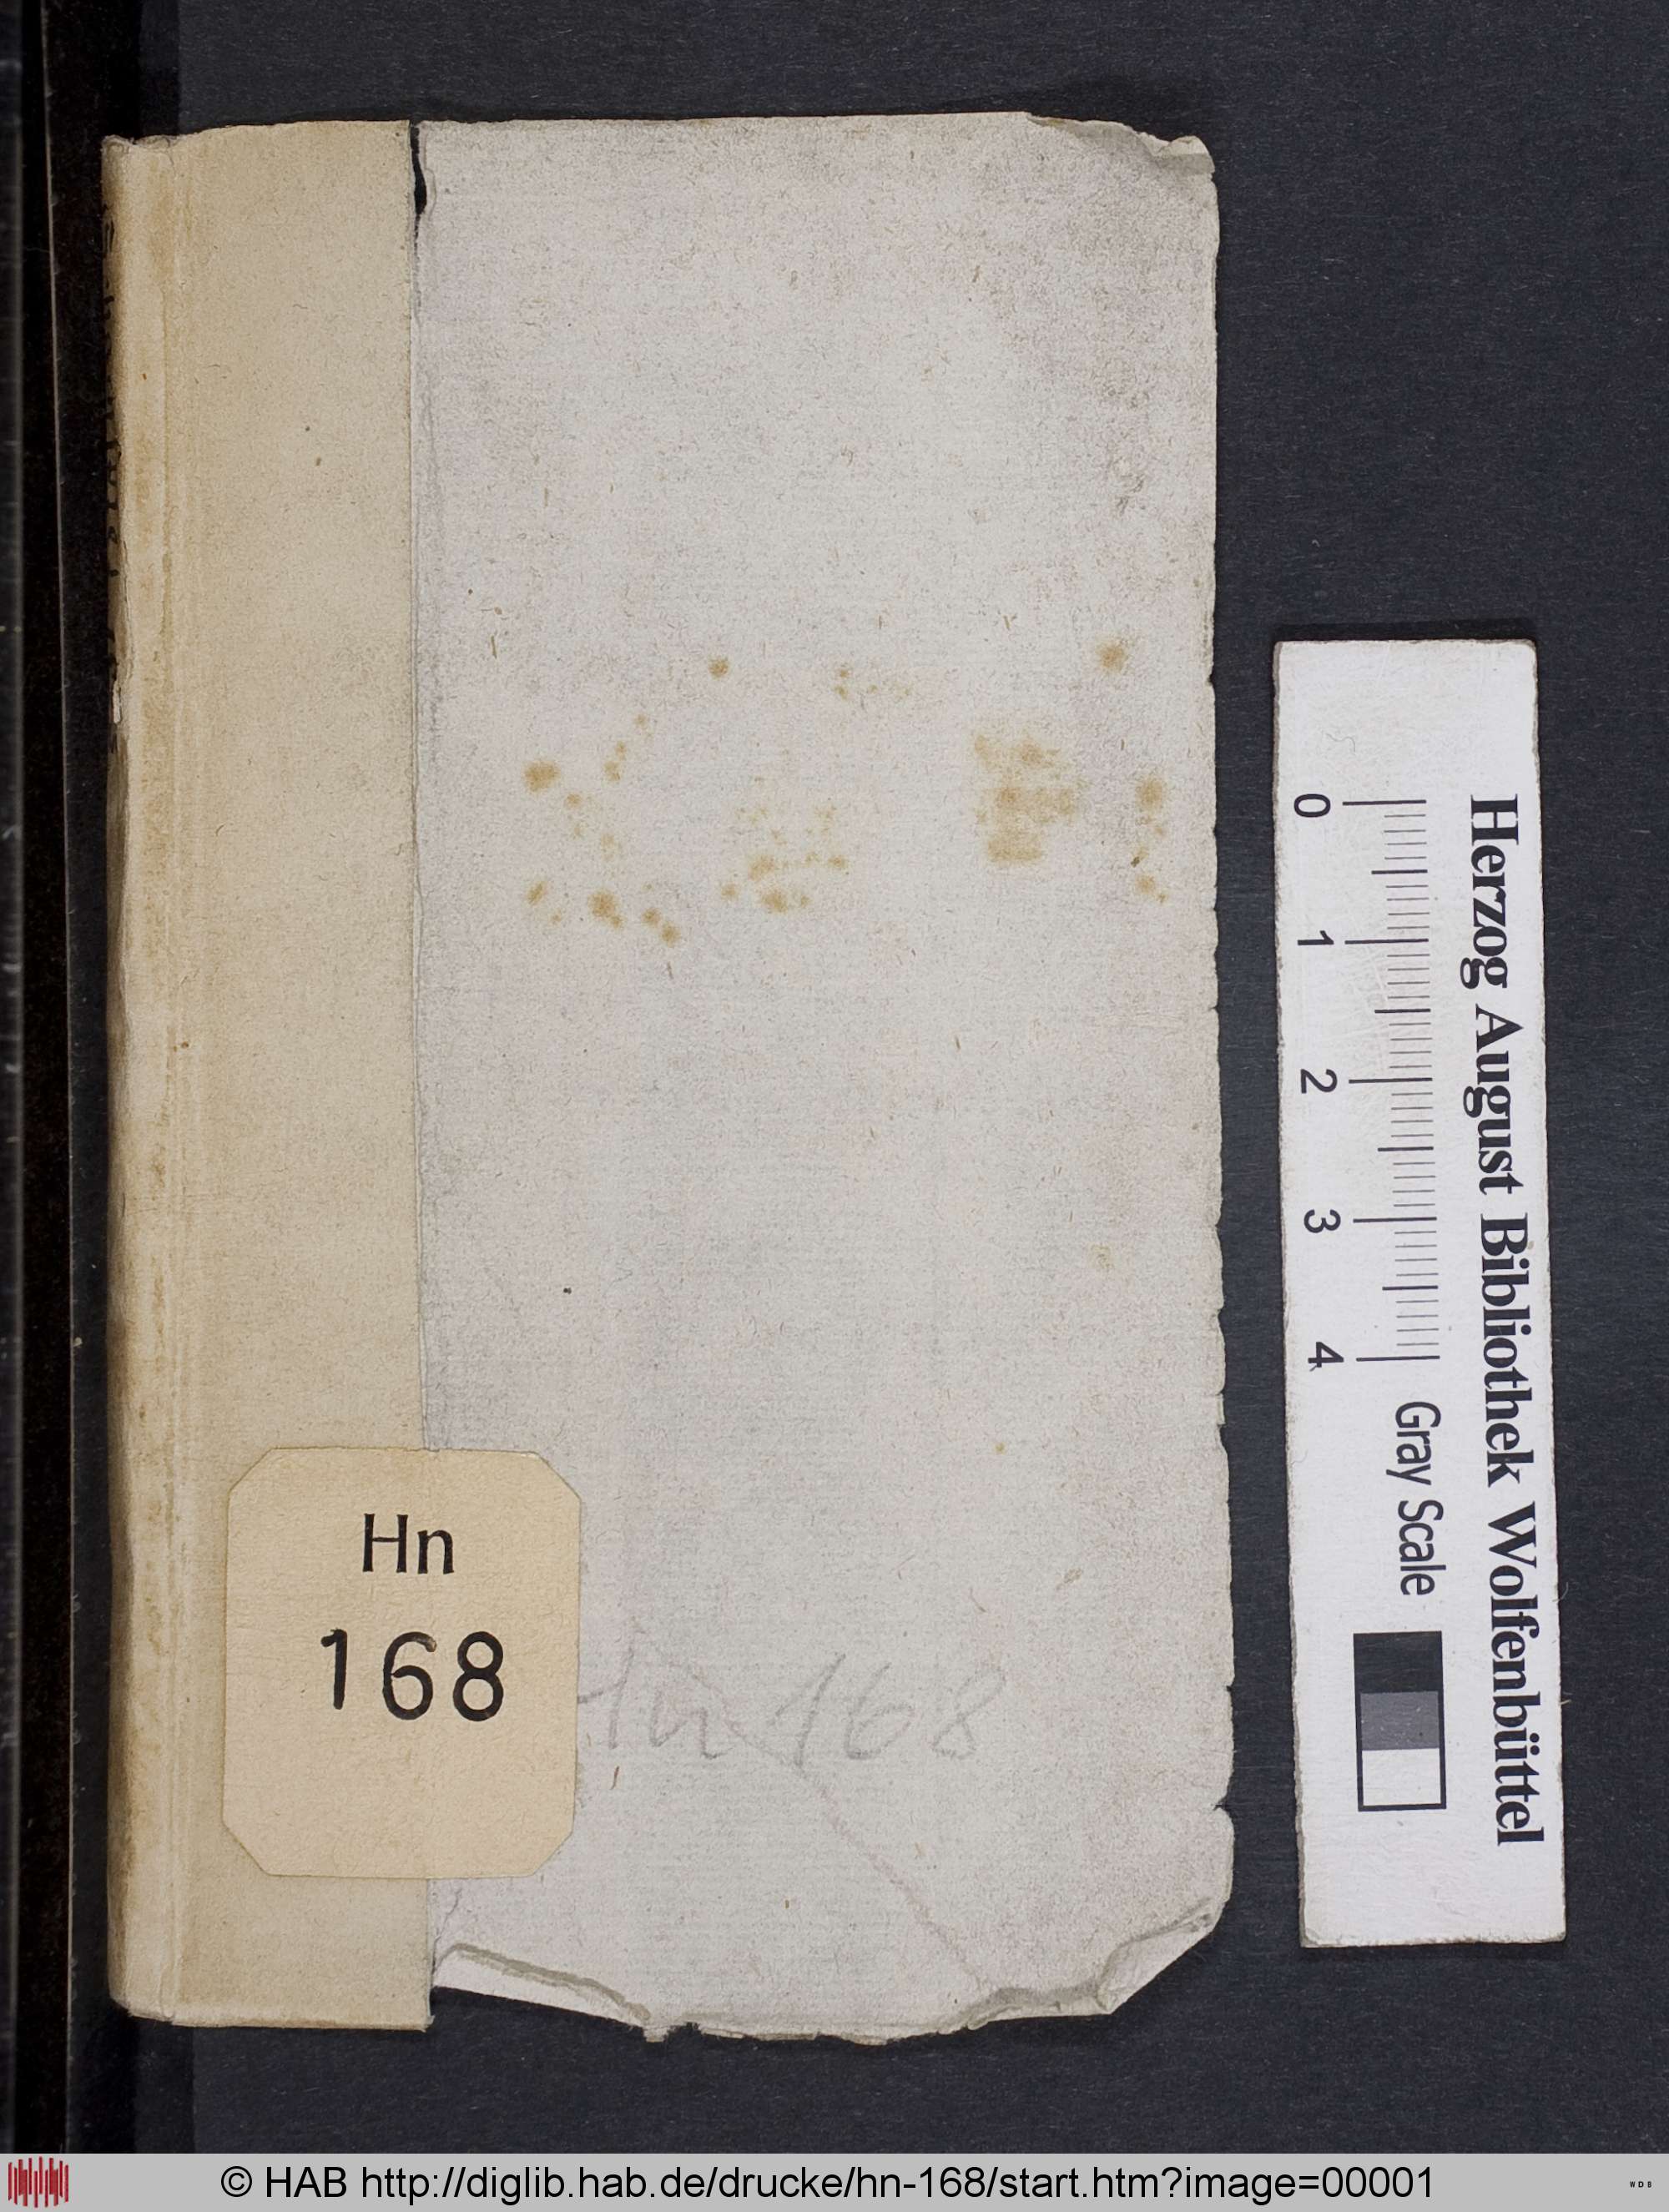 Hn
168
Hn 168
Herzog August Bibliothek Wolfenbüttel
0 1 2 3 4 Gray Scale
© HAB http://diglib.hab.de/drucke/hn-168/start.htm?image=00001
WDB